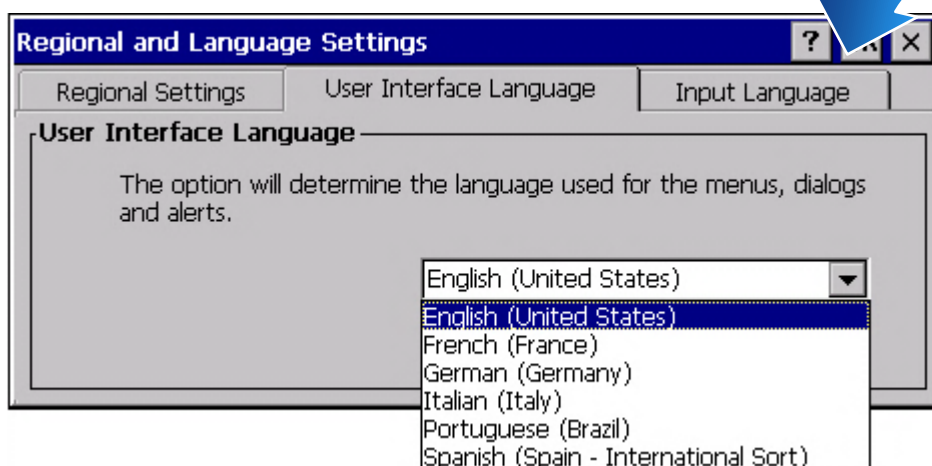 Regional and Language Settings ? ×
Regional Settings User Interface Language Input Language
User Interface Language
The option will determine the language used for the menus, dialogs
and alerts.
English (United States)
English (United States)
French (France)
German (Germany)
Italian (Italy)
Portuguese (Brazil)
Spanish (Spain - International Sort)